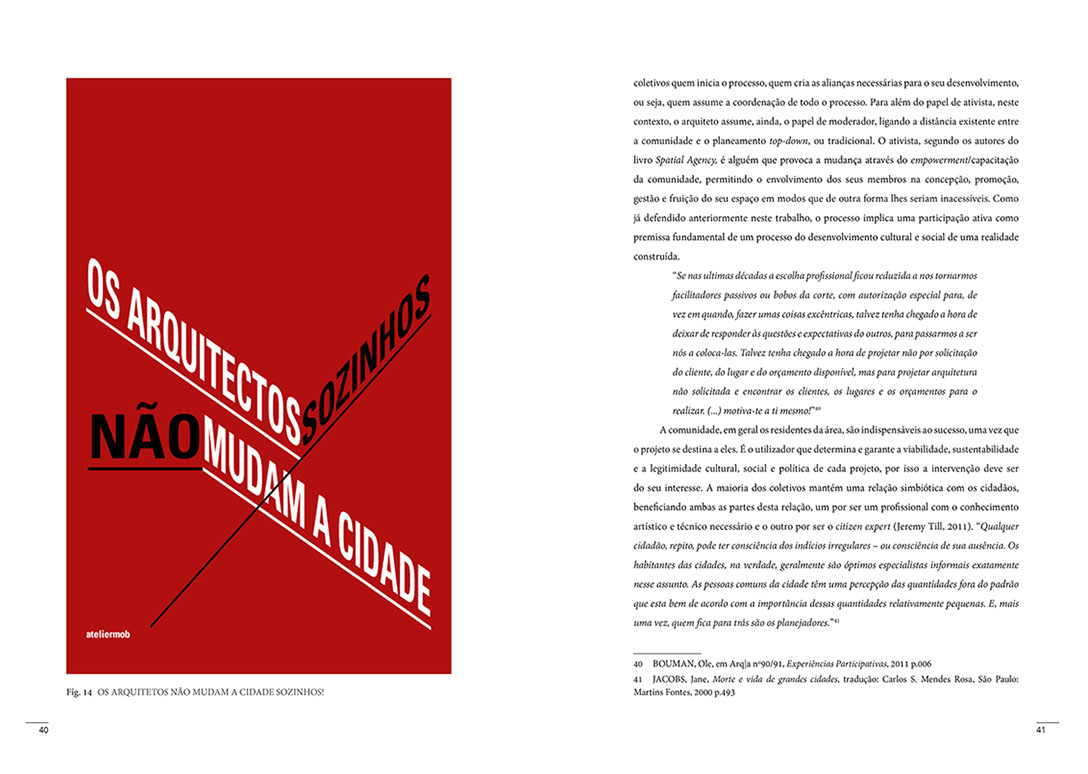 OS ARQUITECTOS
SOZINHOS
NÃO
MUDAM A CIDADE
ateliermob
Fig. 14 OS ARQUITETOS NÃO MUDAM A CIDADE SOZINHOS!
40
coletivos quem inicia o processo, quem cria as alianças necessárias para o seu desenvolvimento,
ou seja, quem assume a coordenação de todo o processo. Para além do papel de ativista, neste
contexto, o arquiteto assume, ainda, o papel de moderador, ligando a distância existente entre
a comunidade e o planeamento top-down, ou tradicional. O ativista, segundo os autores do
livro Spatial Agency, é alguém que provoca a mudança através do empowerment/capacitação
da comunidade, permitindo o envolvimento dos seus membros na concepção, promoção,
gestão e fruição do seu espaço em modos que de outra forma lhes seriam inacessíveis. Como
já defendido anteriormente neste trabalho, o processo implica uma participação ativa como
premissa fundamental de um processo do desenvolvimento cultural e social de uma realidade
construída.
"Se nas ultimas décadas a escolha profissional ficou reduzida a nos tornarmos
facilitadores passivos ou bobos da corte, com autorização especial para, de
vez em quando, fazer umas coisas excêntricas, talvez tenha chegado a hora de
deixar de responder às questões e expectativas do outros, para passarmos a ser
nós a coloca-las. Talvez tenha chegado a hora de projetar não por solicitação
do cliente, do lugar e do orçamento disponível, mas para projetar arquitetura
não solicitada e encontrar os clientes, os lugares e os orçamentos para o
realizar. (...) motiva-te a ti mesmo!"40
A comunidade, em geral os residentes da área, são indispensáveis ao sucesso, uma vez que
o projeto se destina a eles. É o utilizador que determina e garante a viabilidade, sustentabilidade
e a legitimidade cultural, social e política de cada projeto, por isso a intervenção deve ser
do seu interesse. A maioria dos coletivos mantém uma relação simbiótica com os cidadãos,
beneficiando ambas as partes desta relação, um por ser um profissional com o conhecimento
artístico e técnico necessário e o outro por ser o citizen expert (Jeremy Till, 2011). "Qualquer
cidadão, repito, pode ter consciência dos indícios irregulares – ou consciência de sua ausência. Os
habitantes das cidades, na verdade, geralmente são óptimos especialistas informais exatamente
nesse assunto. As pessoas comuns da cidade têm uma percepção das quantidades fora do padrão
que esta bem de acordo com a importância dessas quantidades relativamente pequenas. E, mais
uma vez, quem fica para trás são os planejadores."41
40 BOUMAN, Ole, em Arq|a nº90/91, Experiências Participativas, 2011 p.006
41 JACOBS, Jane, Morte e vida de grandes cidades, tradução: Carlos S. Mendes Rosa, São Paulo:
Martins Fontes, 2000 p.493
41